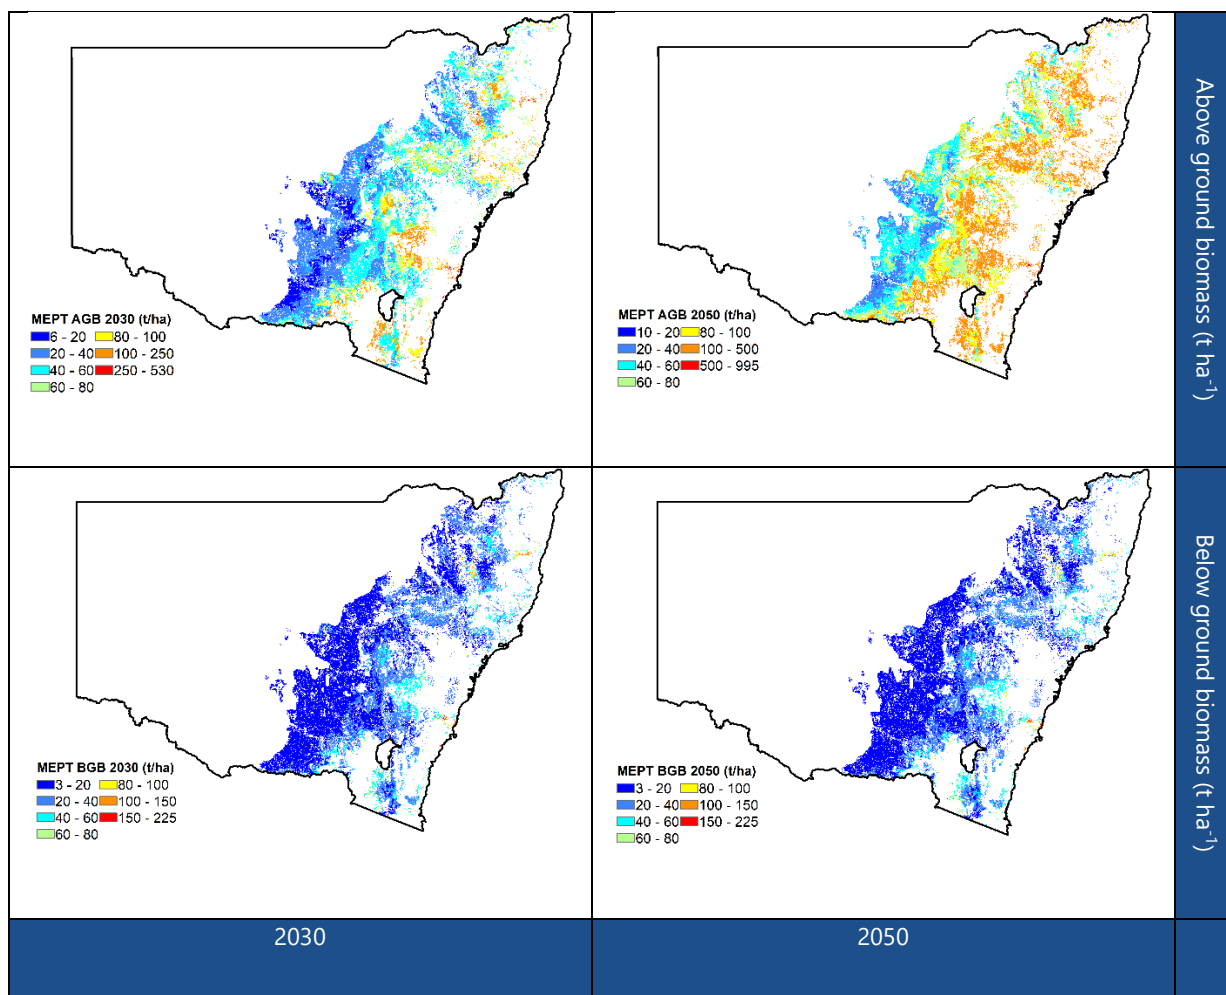 MEPT AGB 2030 (t/ha)
6 - 20 80 - 100
20 - 40 100 - 250
40 - 60 250 - 530
60 - 80
MEPT AGB 2050 (t/ha)
10 - 20 80 - 100
20 - 40 100 - 500
40 - 60 500 - 995
60 - 80
Above ground biomass (t ha⁻¹)
MEPT BGB 2030 (t/ha)
3 - 20 80 - 100
20 - 40 100 - 150
40 - 60 150 - 225
60 - 80
MEPT BGB 2050 (t/ha)
3 - 20 80 - 100
20 - 40 100 - 150
40 - 60 150 - 225
60 - 80
Below ground biomass (t ha⁻¹)
2030
2050